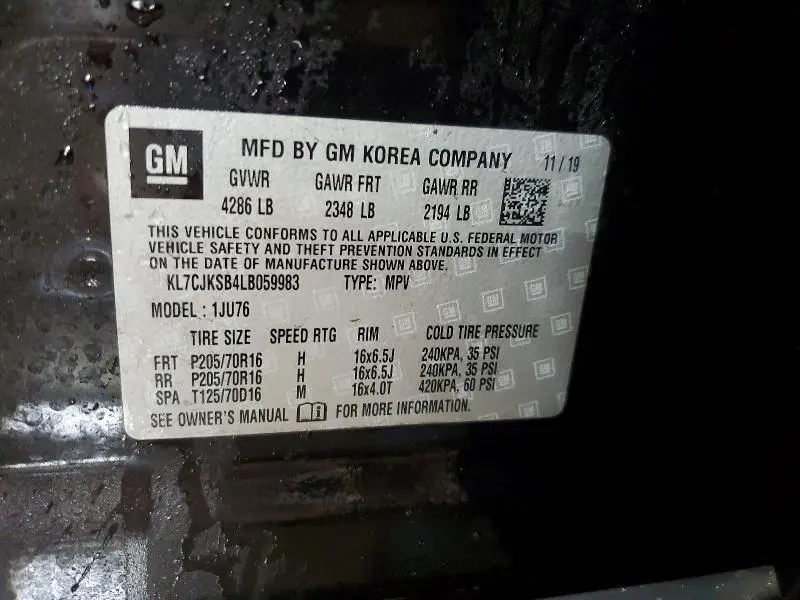 GM MFD BY GM KOREA COMPANY 11/19
GVWR GAWR FRT GAWR RR
4286 LB 2348 LB 2194 LB
THIS VEHICLE CONFORMS TO ALL APPLICABLE U.S. FEDERAL MOTOR
VEHICLE SAFETY AND THEFT PREVENTION STANDARDS IN EFFECT
ON THE DATE OF MANUFACTURE SHOWN ABOVE.
KL7CJKSB4LB059983 TYPE: MPV
MODEL : 1JU76
TIRE SIZE SPEED RTG RIM COLD TIRE PRESSURE
FRT P205/70R16 H 16x6.5J 240KPA, 35 PSI
RR P205/70R16 H 16x6.5J 240KPA, 35 PSI
SPA T125/70D16 M 16x4.0T 420KPA, 60 PSI
SEE OWNER'S MANUAL FOR MORE INFORMATION.